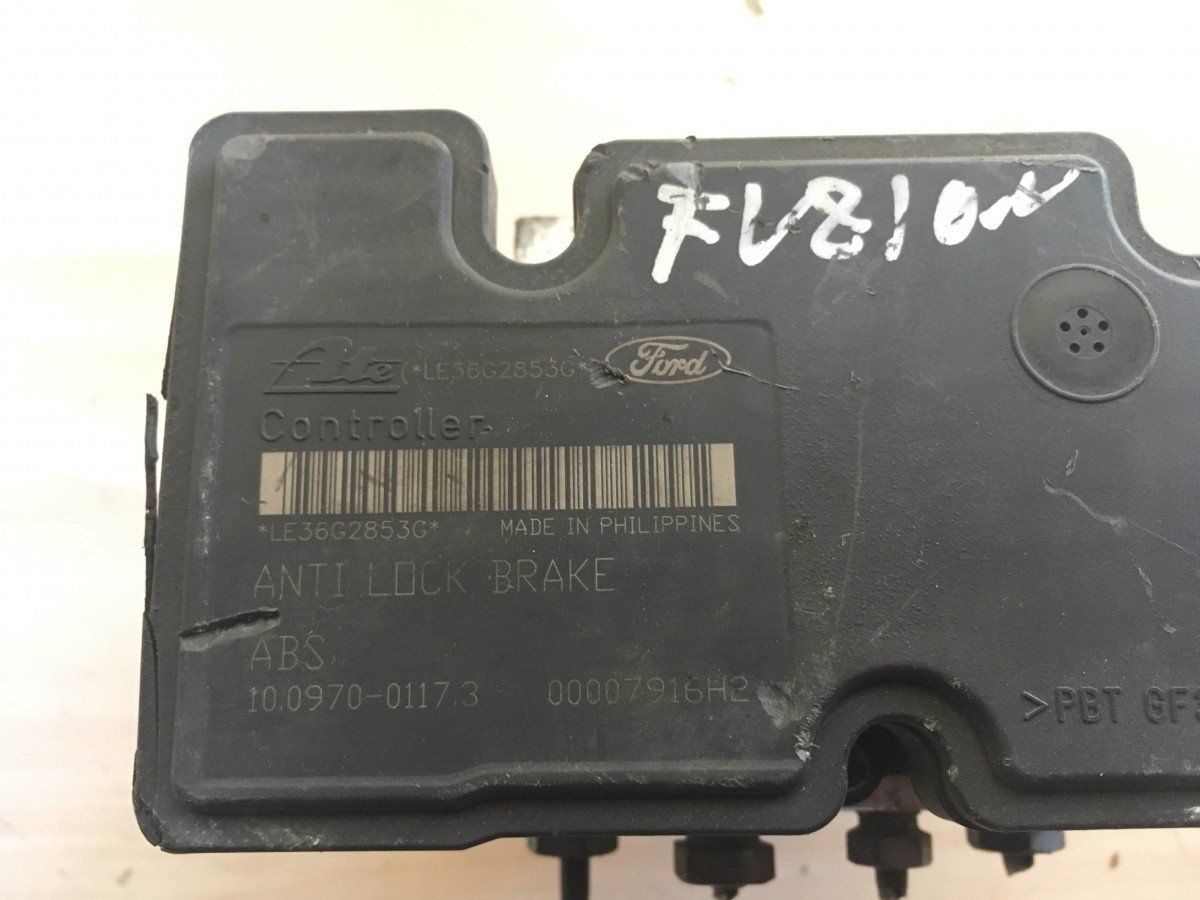 FUZION
Ate (*LE36G2853G* Ford
Controller
*LE36G2853G* MADE IN PHILIPPINES
ANTI LOCK BRAKE
ABS
10.0970-0117.3 00007916H2
>PBT GF3